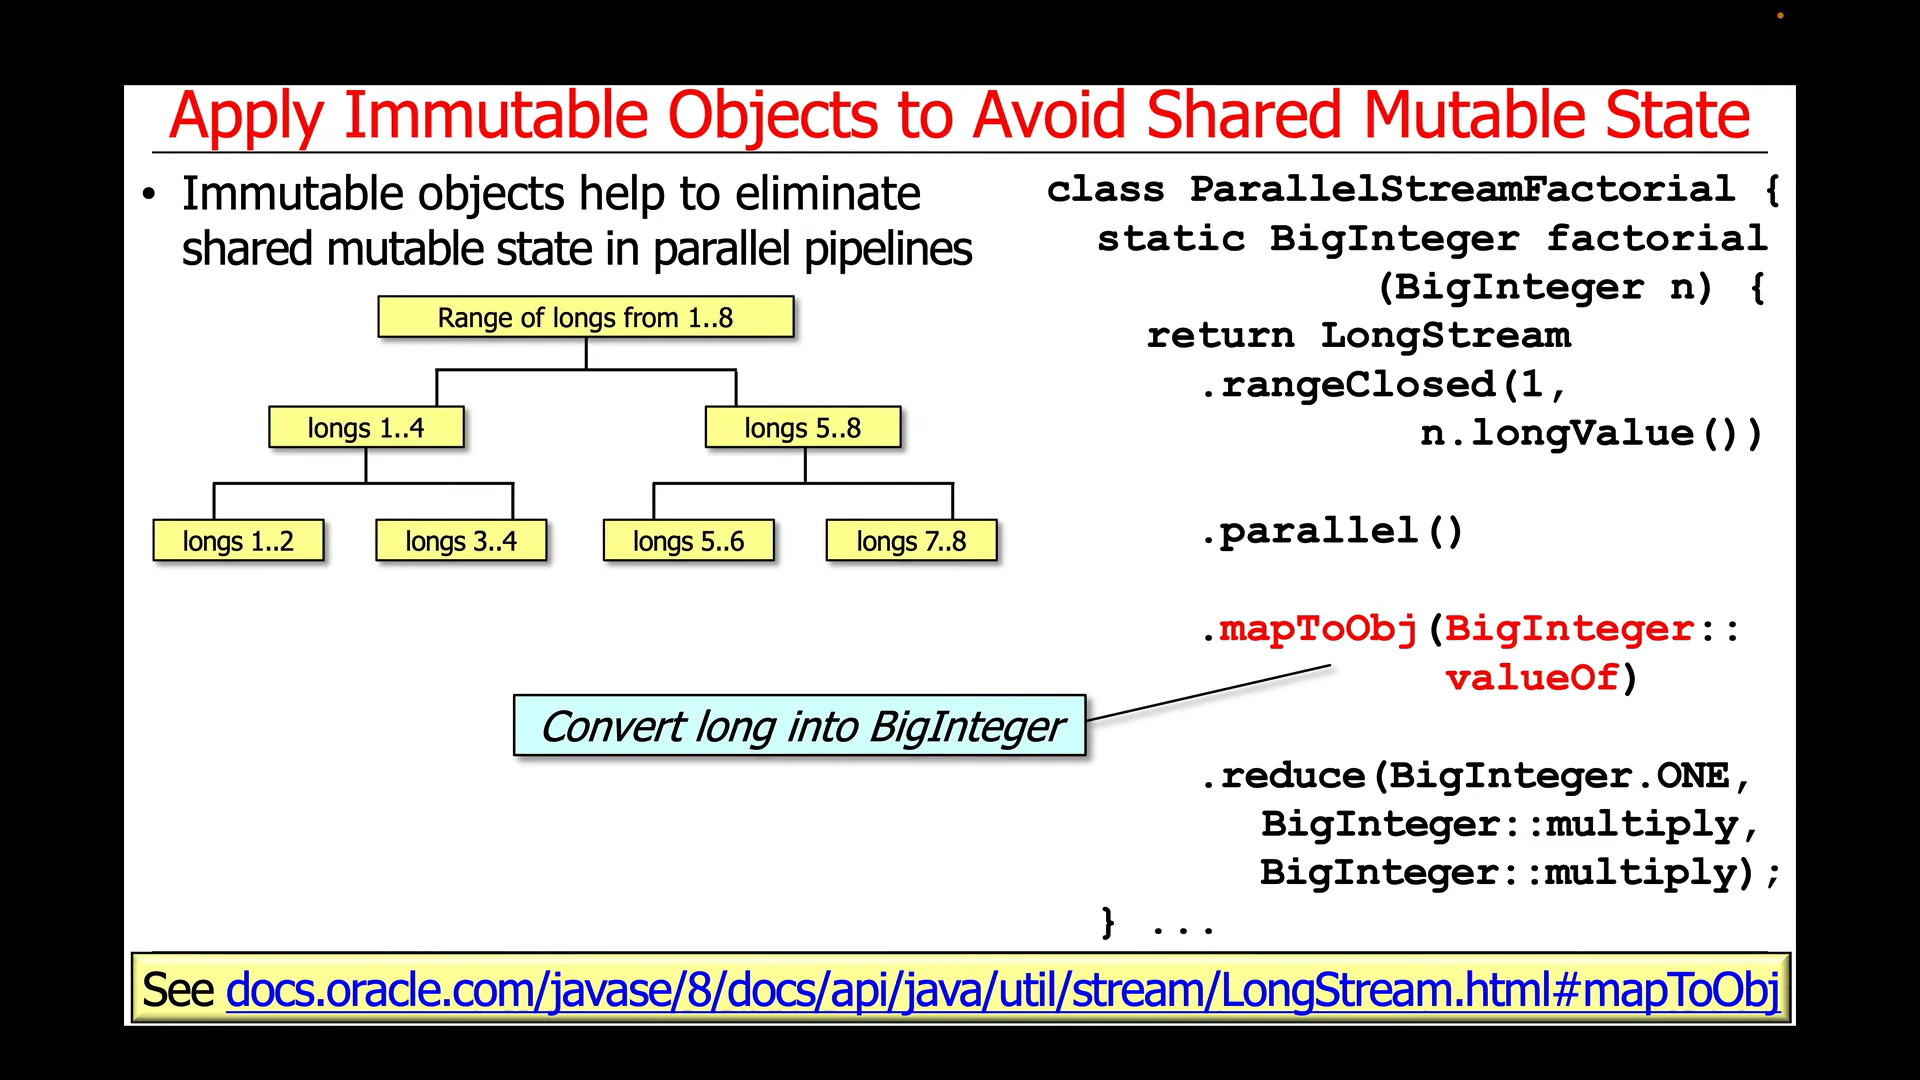 Apply Immutable Objects to Avoid Shared Mutable State
• Immutable objects help to eliminate
shared mutable state in parallel pipelines
Range of longs from 1..8
longs 1..4
longs 5..8
longs 1..2
longs 3..4
longs 5..6
longs 7..8
Convert long into BigInteger
class ParallelStreamFactorial {
static BigInteger factorial
(BigInteger n) {
return LongStream
.rangeClosed(1,
n.longValue())
.parallel()
.mapToObj(BigInteger::
valueOf)
.reduce(BigInteger.ONE,
BigInteger::multiply,
BigInteger::multiply);
} ...
See docs.oracle.com/javase/8/docs/api/java/util/stream/LongStream.html#mapToObj